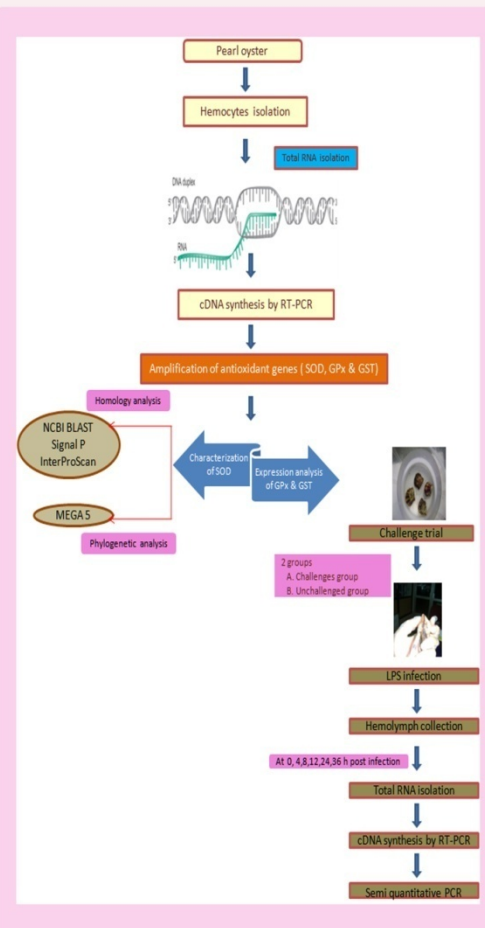 Pearl oyster
Hemocytes isolation
Total RNA isolation
DNA duplex
RNA
cDNA synthesis by RT-PCR
Amplification of antioxidant genes ( SOD, GPx & GST)
Homology analysis
NCBI BLAST
Signal P
InterProScan
MEGA 5
Phylogenetic analysis
Characterization
of SOD
Expression analysis
of GPx & GST
Challenge trial
2 groups
A. Challenges group
B. Unchallenged group
LPS infection
Hemolymph collection
At 0, 4,8,12,24,36 h post infection
Total RNA isolation
cDNA synthesis by RT-PCR
Semi quantitative PCR